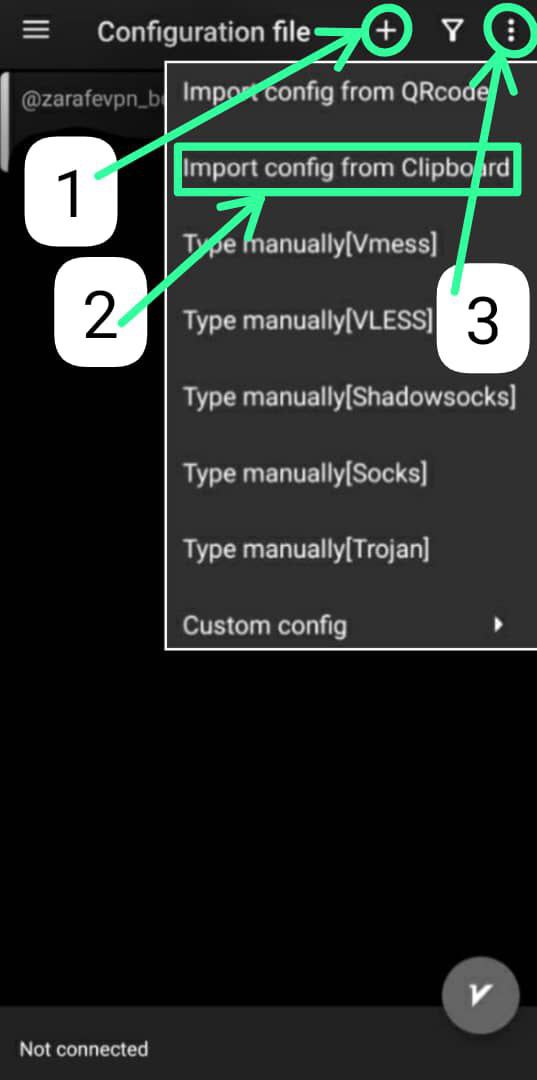 Configuration file
@zarafevpn_b
Import config from QRcode
1
Import config from Clipboard
Type manually[Vmess]
2
Type manually[VLESS]
3
Type manually[Shadowsocks]
Type manually[Socks]
Type manually[Trojan]
Custom config
Not connected